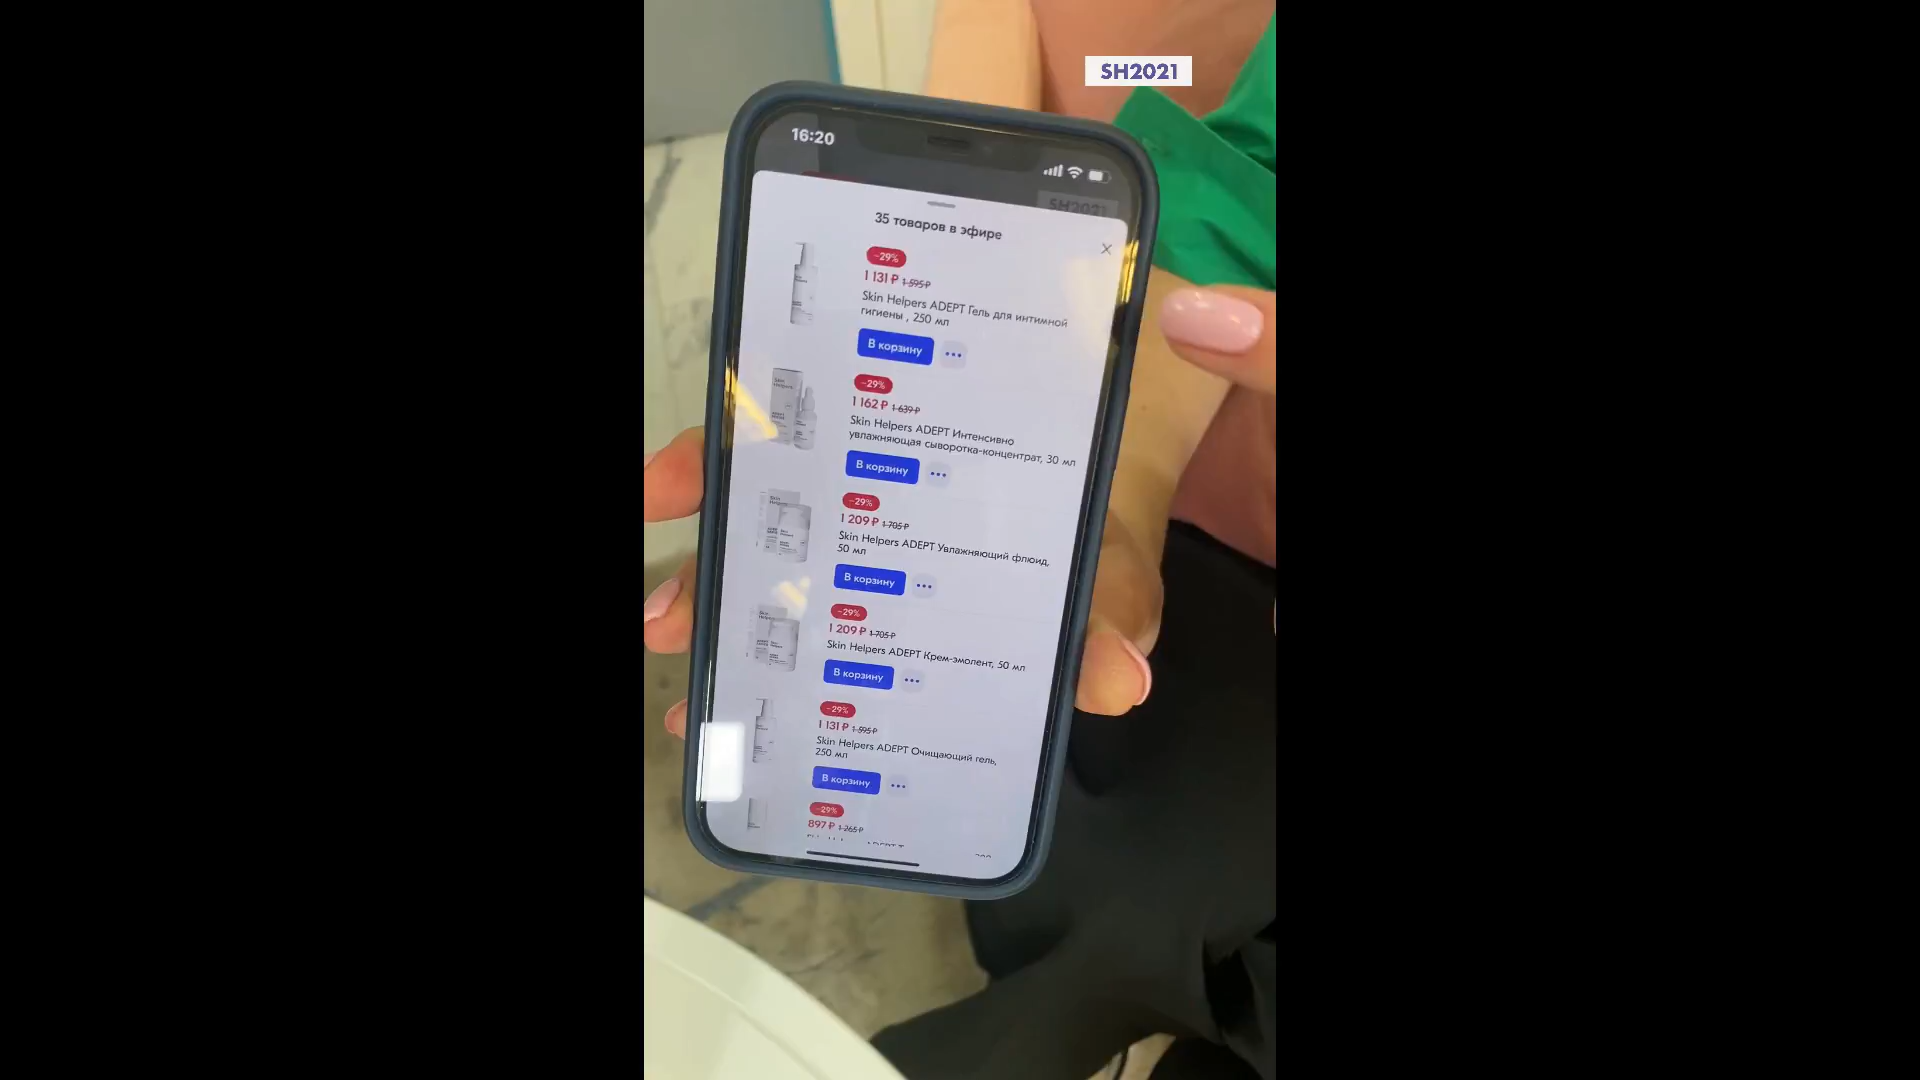 SH2021
16:20
SH2021
35 товаров в эфире
-29%
1 131 ₽ 1 595 ₽
Skin Helpers ADEPT Гель для интимной
гигиены , 250 мл
В корзину
-29%
1 162 ₽ 1 639 ₽
Skin Helpers ADEPT Интенсивно
увлажняющая сыворотка-концентрат, 30 мл
В корзину
-29%
1 209 ₽ 1 705 ₽
Skin Helpers ADEPT Увлажняющий флюид,
50 мл
В корзину
-29%
1 209 ₽ 1 705 ₽
Skin Helpers ADEPT Крем-эмолент, 50 мл
В корзину
-29%
1 131 ₽ 1 595 ₽
Skin Helpers ADEPT Очищающий гель,
250 мл
В корзину
-29%
897 ₽ 1 265 ₽